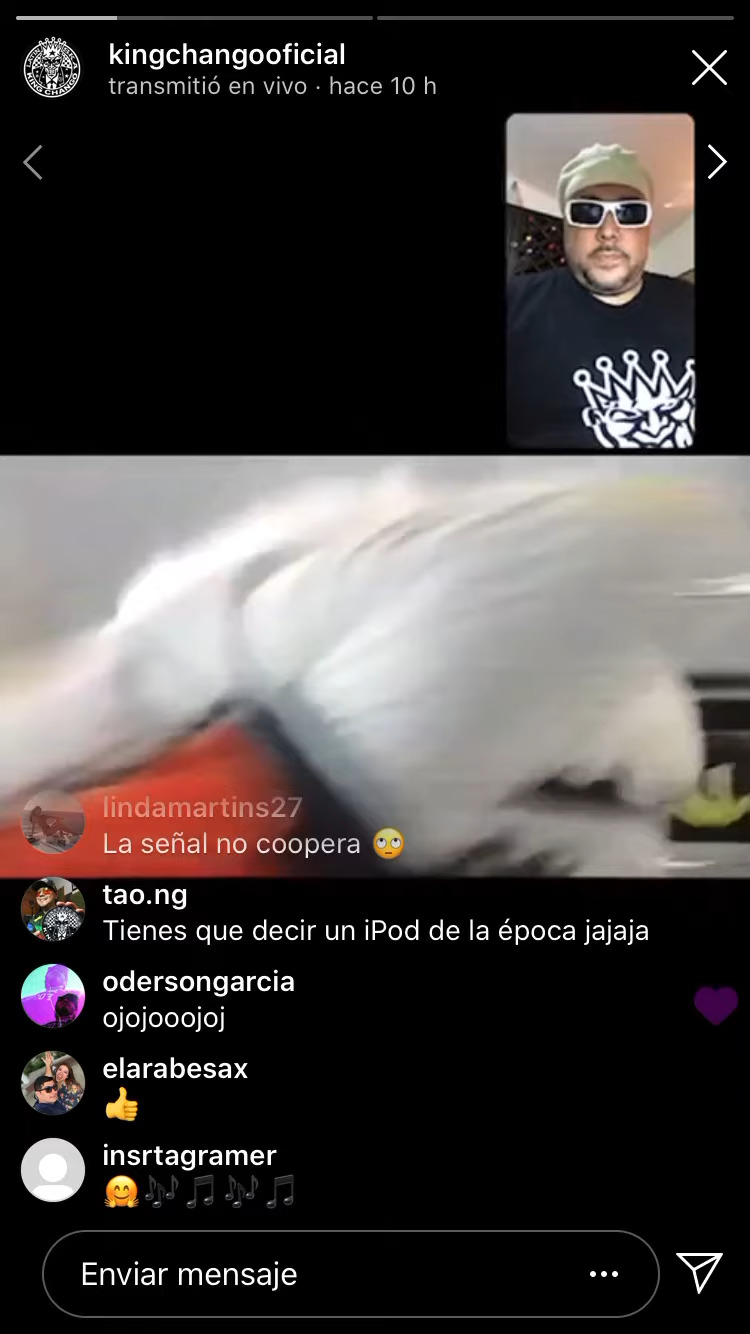 kingchangooficial
transmitió en vivo · hace 10 h
lindamartins27
La señal no coopera 🙄
tao.ng
Tienes que decir un iPod de la época jajaja
odersongarcia
ojojooojoj
elarabesax
👍
insrtagramer
🤗🎶🎵🎶🎵
Enviar mensaje